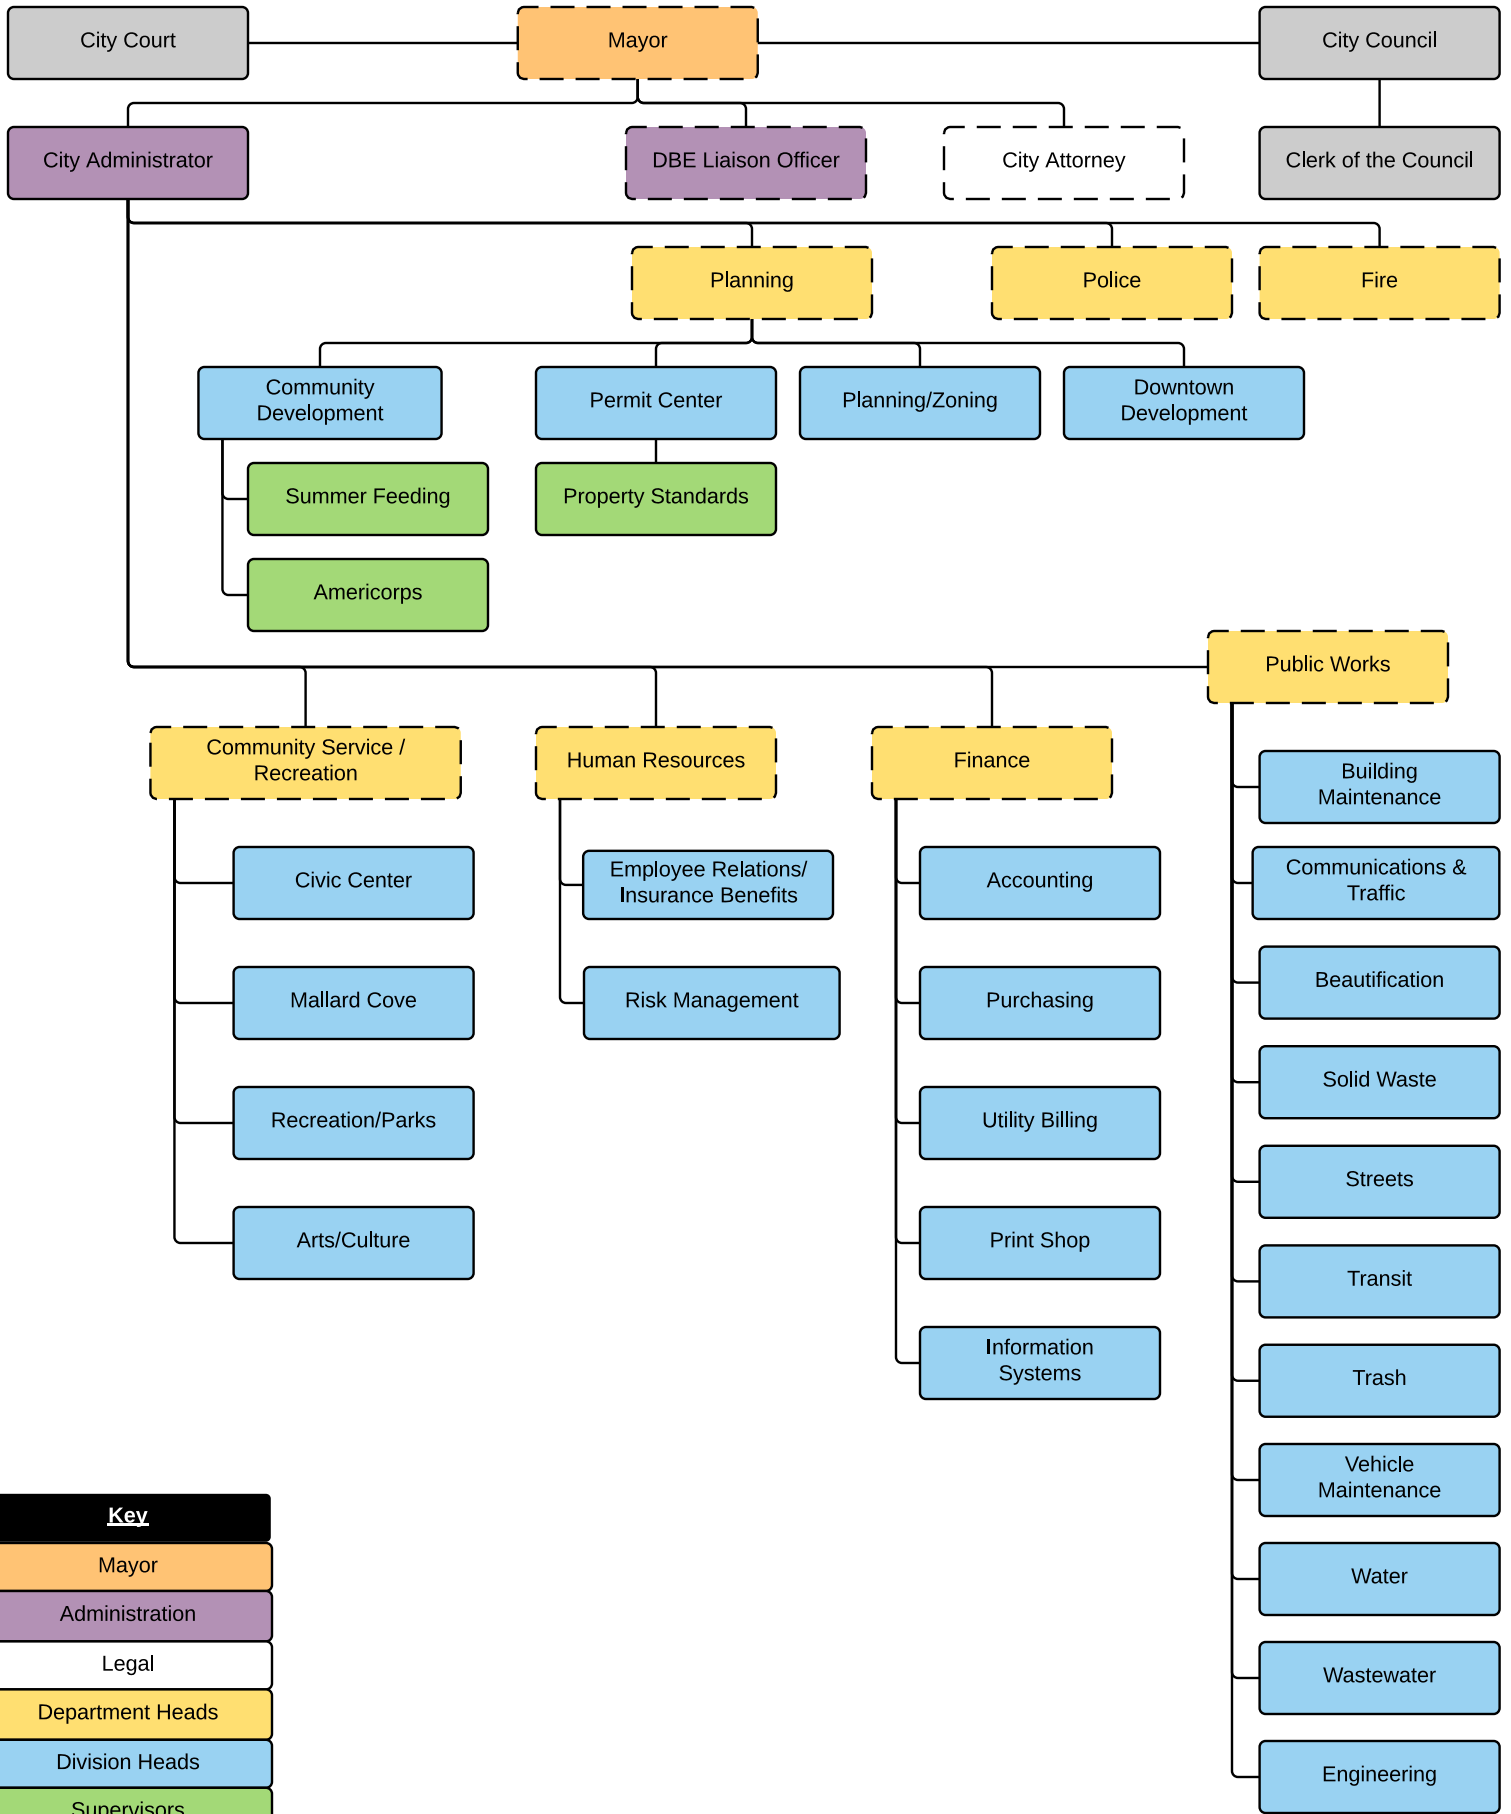 City Court
Mayor
City Council
City Administrator
DBE Liaison Officer
City Attorney
Clerk of the Council
Planning
Police
Fire
Community
Development
Permit Center
Planning/Zoning
Downtown
Development
Summer Feeding
Property Standards
Americorps
Public Works
Community Service /
Recreation
Human Resources
Finance
Building
Maintenance
Civic Center
Employee Relations/
Insurance Benefits
Accounting
Communications &
Traffic
Mallard Cove
Risk Management
Purchasing
Beautification
Solid Waste
Recreation/Parks
Utility Billing
Streets
Arts/Culture
Print Shop
Transit
Information
Systems
Trash
Vehicle
Maintenance
Water
Wastewater
Engineering
Key
Mayor
Administration
Legal
Department Heads
Division Heads
Supervisors